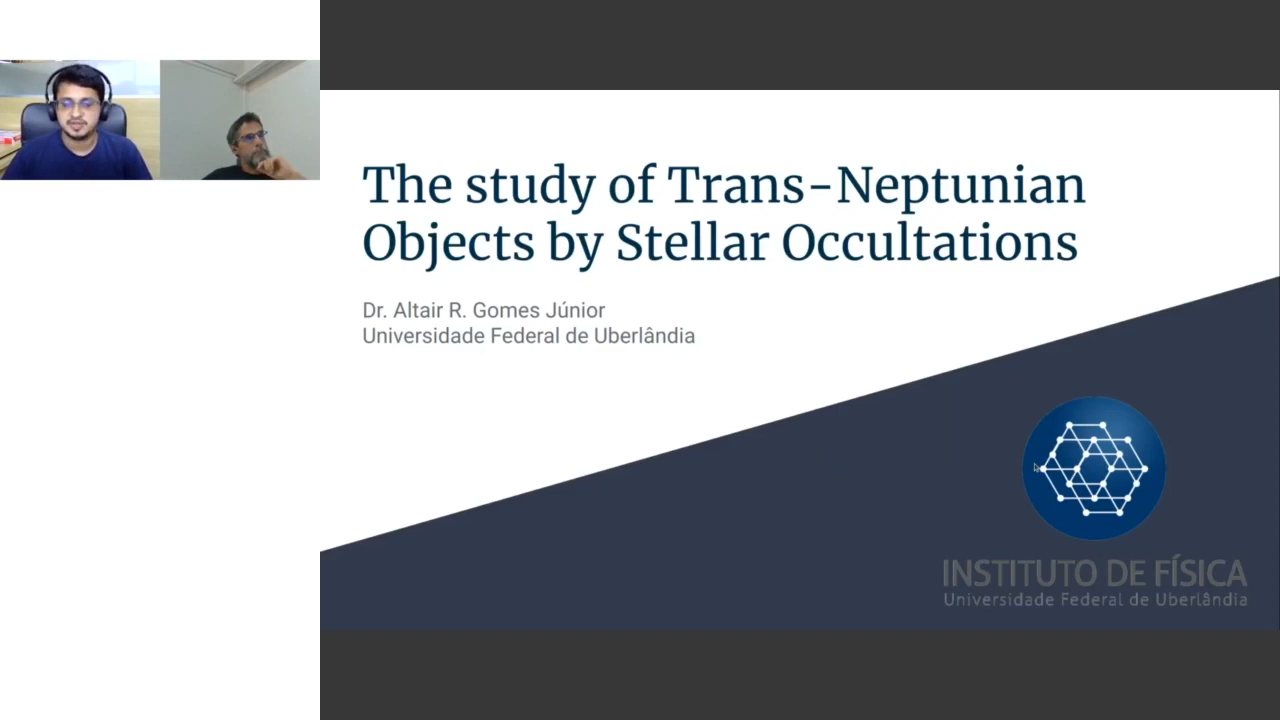 The study of Trans-Neptunian
Objects by Stellar Occultations
Dr. Altair R. Gomes Júnior
Universidade Federal de Uberlândia
INSTITUTO DE FÍSICA
Universidade Federal de Uberlândia